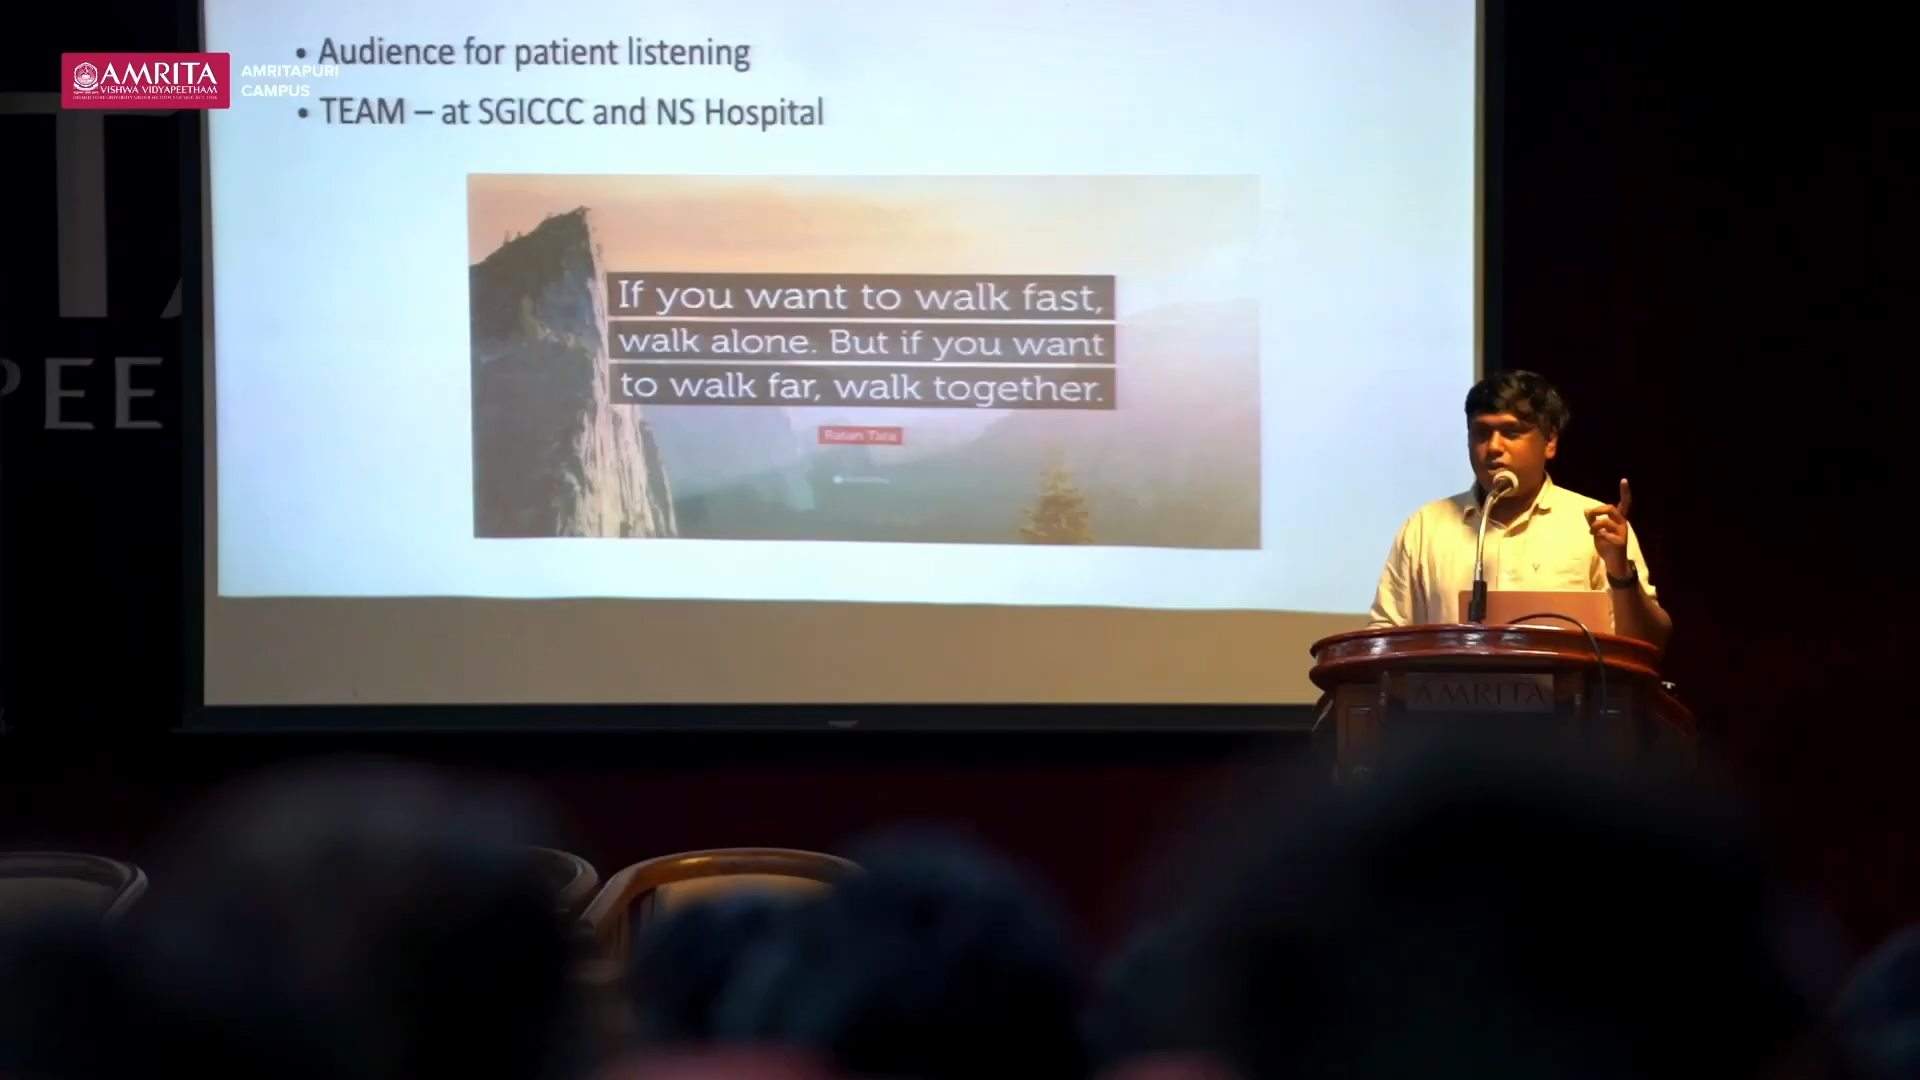 • Audience for patient listening
AMRITA
VISHWA VIDYAPEETHAM
AMRITAPURI
CAMPUS
• TEAM – at SGICCC and NS Hospital
If you want to walk fast,
walk alone. But if you want
to walk far, walk together.
Ratan Tata
PEE
AMRITA